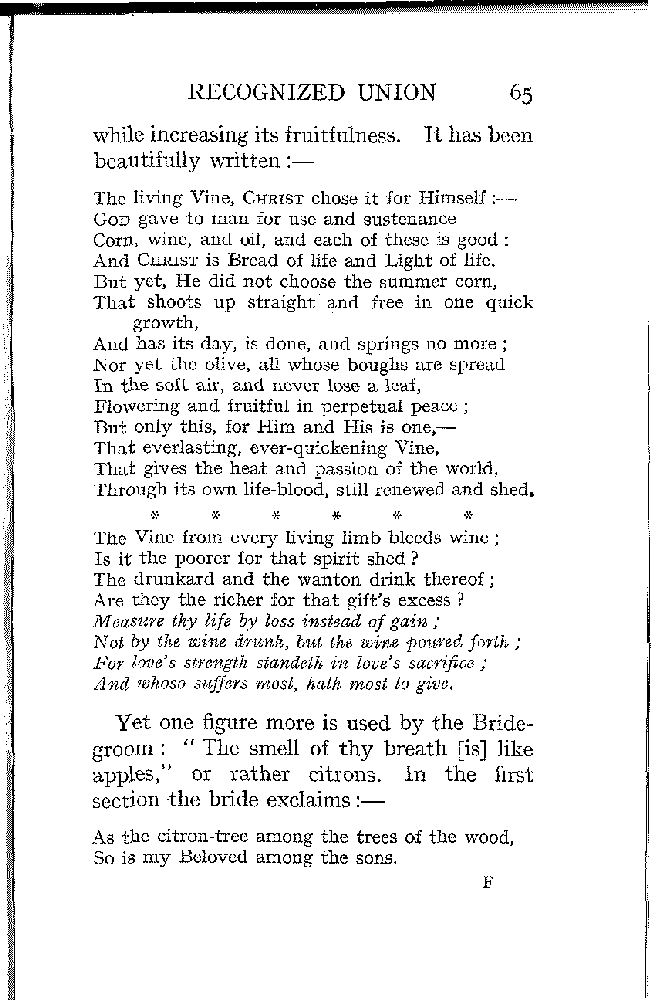 RECOGNIZED UNION 65
while increasing its fruitfulness. It has been
beautifully written :—
The living Vine, CHRIST chose it for Himself :—
GOD gave to man for use and sustenance
Corn, wine, and oil, and each of these is good :
And CHRIST is Bread of life and Light of life.
But yet, He did not choose the summer corn,
That shoots up straight and free in one quick
growth,
And has its day, is done, and springs no more ;
Nor yet the olive, all whose boughs are spread
In the soft air, and never lose a leaf,
Flowering and fruitful in perpetual peace ;
But only this, for Him and His is one,—
That everlasting, ever-quickening Vine,
That gives the heat and passion of the world,
Through its own life-blood, still renewed and shed.
* * * * * *
The Vine from every living limb bleeds wine ;
Is it the poorer for that spirit shed ?
The drunkard and the wanton drink thereof ;
Are they the richer for that gift's excess ?
Measure thy life by loss instead of gain ;
Not by the wine drunk, but the wine poured forth ;
For love's strength standeth in love's sacrifice ;
And whoso suffers most, hath most to give.
Yet one figure more is used by the Bride-
groom : “ The smell of thy breath [is] like
apples,” or rather citrons. In the first
section the bride exclaims :—
As the citron-tree among the trees of the wood,
So is my Beloved among the sons.
F